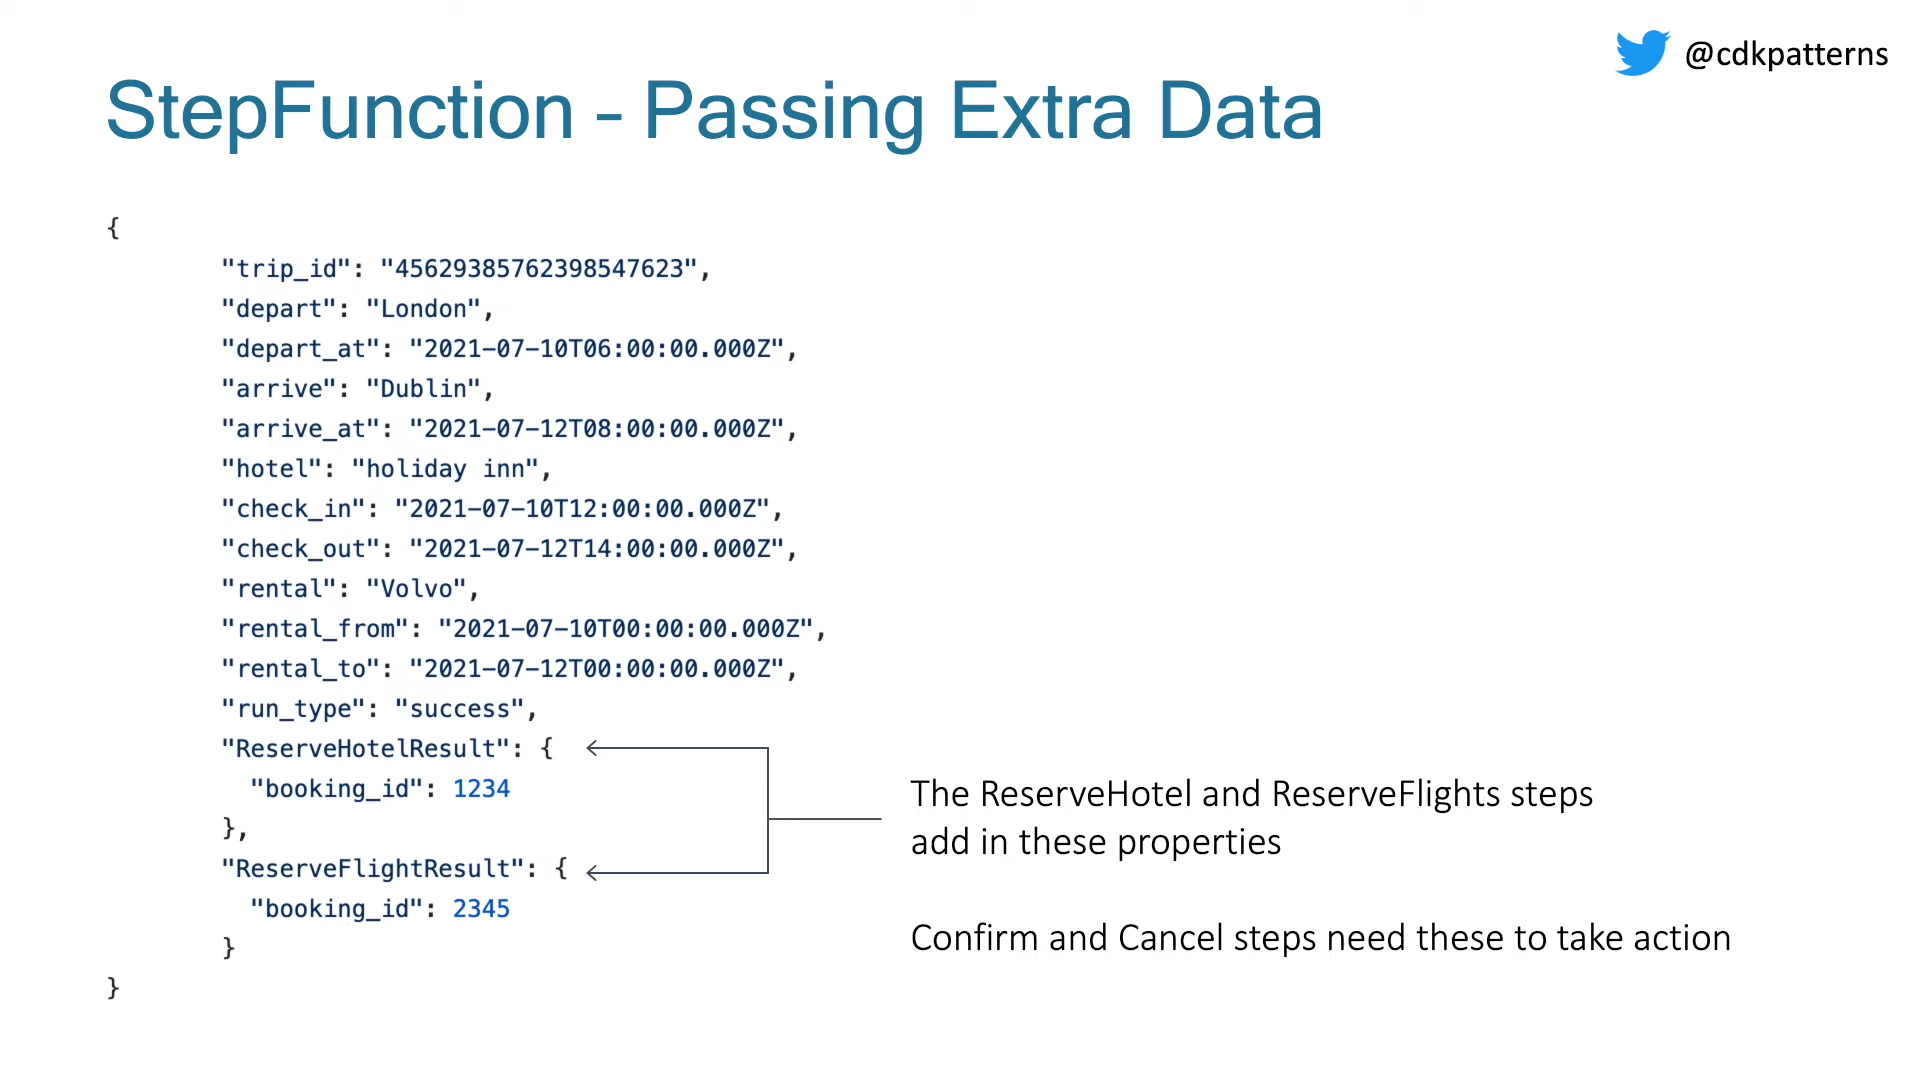 @cdkpatterns
StepFunction - Passing Extra Data
{
"trip_id": "45629385762398547623",
"depart": "London",
"depart_at": "2021-07-10T06:00:00.000Z",
"arrive": "Dublin",
"arrive_at": "2021-07-12T08:00:00.000Z",
"hotel": "holiday inn",
"check_in": "2021-07-10T12:00:00.000Z",
"check_out": "2021-07-12T14:00:00.000Z",
"rental": "Volvo",
"rental_from": "2021-07-10T00:00:00.000Z",
"rental_to": "2021-07-12T00:00:00.000Z",
"run_type": "success",
"ReserveHotelResult": {
"booking_id": 1234
},
"ReserveFlightResult": {
"booking_id": 2345
}
}
The ReserveHotel and ReserveFlights steps
add in these properties
Confirm and Cancel steps need these to take action